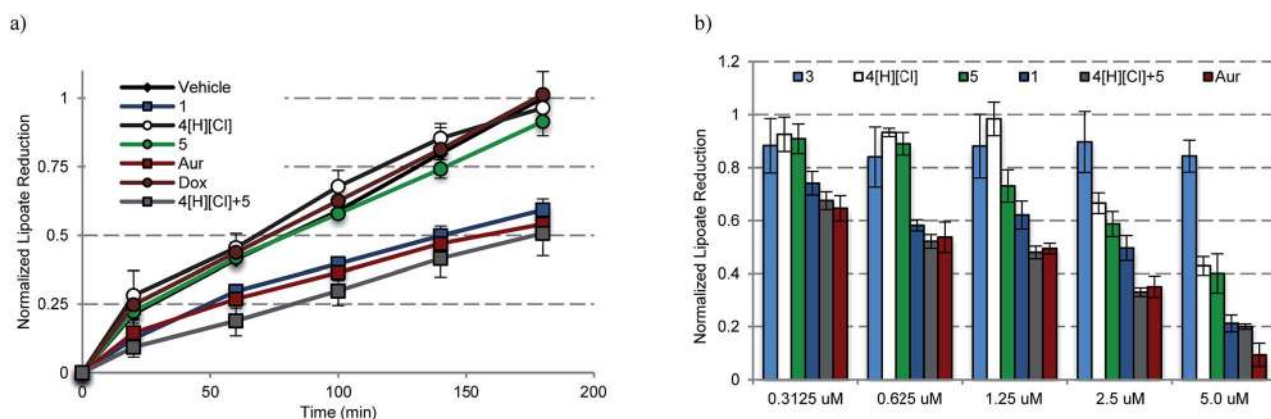 a)
Normalized Lipoate Reduction
1
0.75
0.5
0.25
0
Vehicle
1
4[H][Cl]
5
Aur
Dox
4[H][Cl]+5
0 50 100 150 200
Time (min)
b)
Normalized Lipoate Reduction
1.2
1
0.8
0.6
0.4
0.2
0
3 4[H][Cl] 5 1 4[H][Cl]+5 Aur
0.3125 uM 0.625 uM 1.25 uM 2.5 uM 5.0 uM